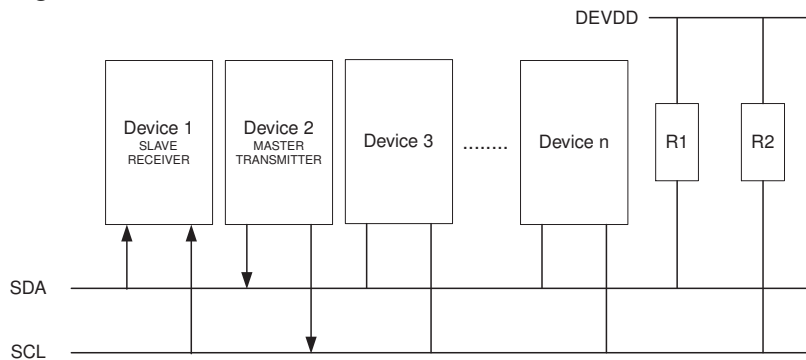 DEVDD
Device 1
SLAVE
RECEIVER
Device 2
MASTER
TRANSMITTER
Device 3
........
Device n
R1
R2
SDA
SCL